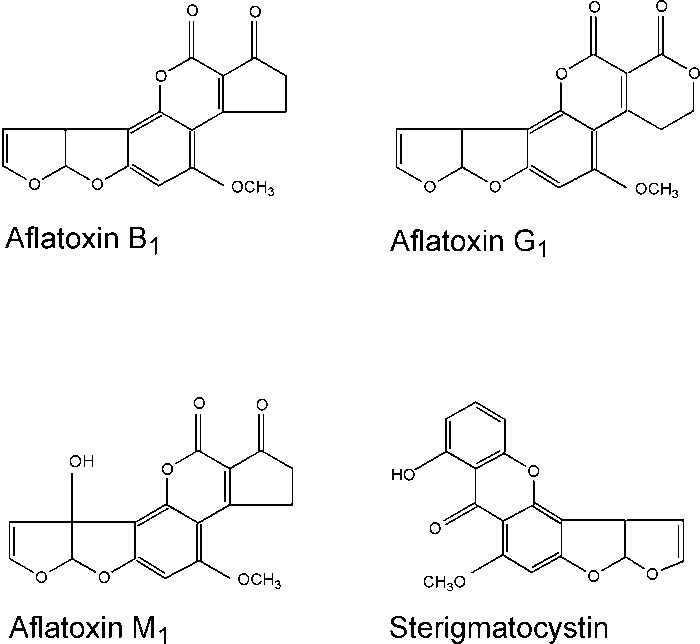 O O
O
O O
OCH3
Aflatoxin B1
O O
O O
O O
OCH3
Aflatoxin G1
O O
OH
O
O O
OCH3
Aflatoxin M1
HO
O
O
CH3O
O O
Sterigmatocystin